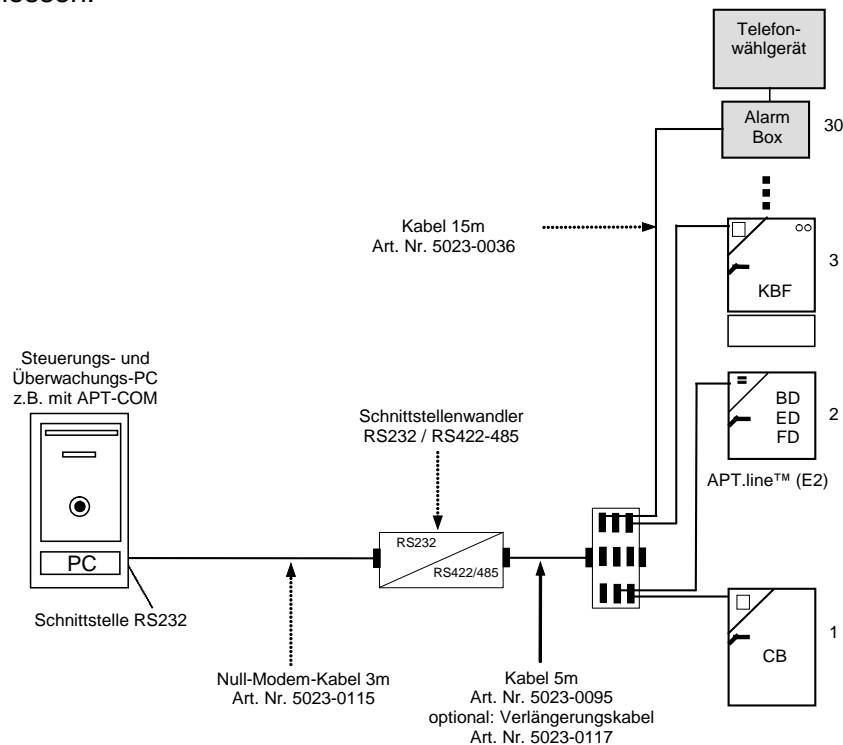 Telefon-
wählgerät
Alarm
Box
30
Kabel 15m
Art. Nr. 5023-0036
3
KBF
Steuerungs- und
Überwachungs-PC
z.B. mit APT-COM
Schnittstellenwandler
RS232 / RS422-485
BD
ED
FD
2
APT.line™ (E2)
RS232
RS422/485
PC
Schnittstelle RS232
1
CB
Null-Modem-Kabel 3m
Art. Nr. 5023-0115
Kabel 5m
Art. Nr. 5023-0095
optional: Verlängerungskabel
Art. Nr. 5023-0117